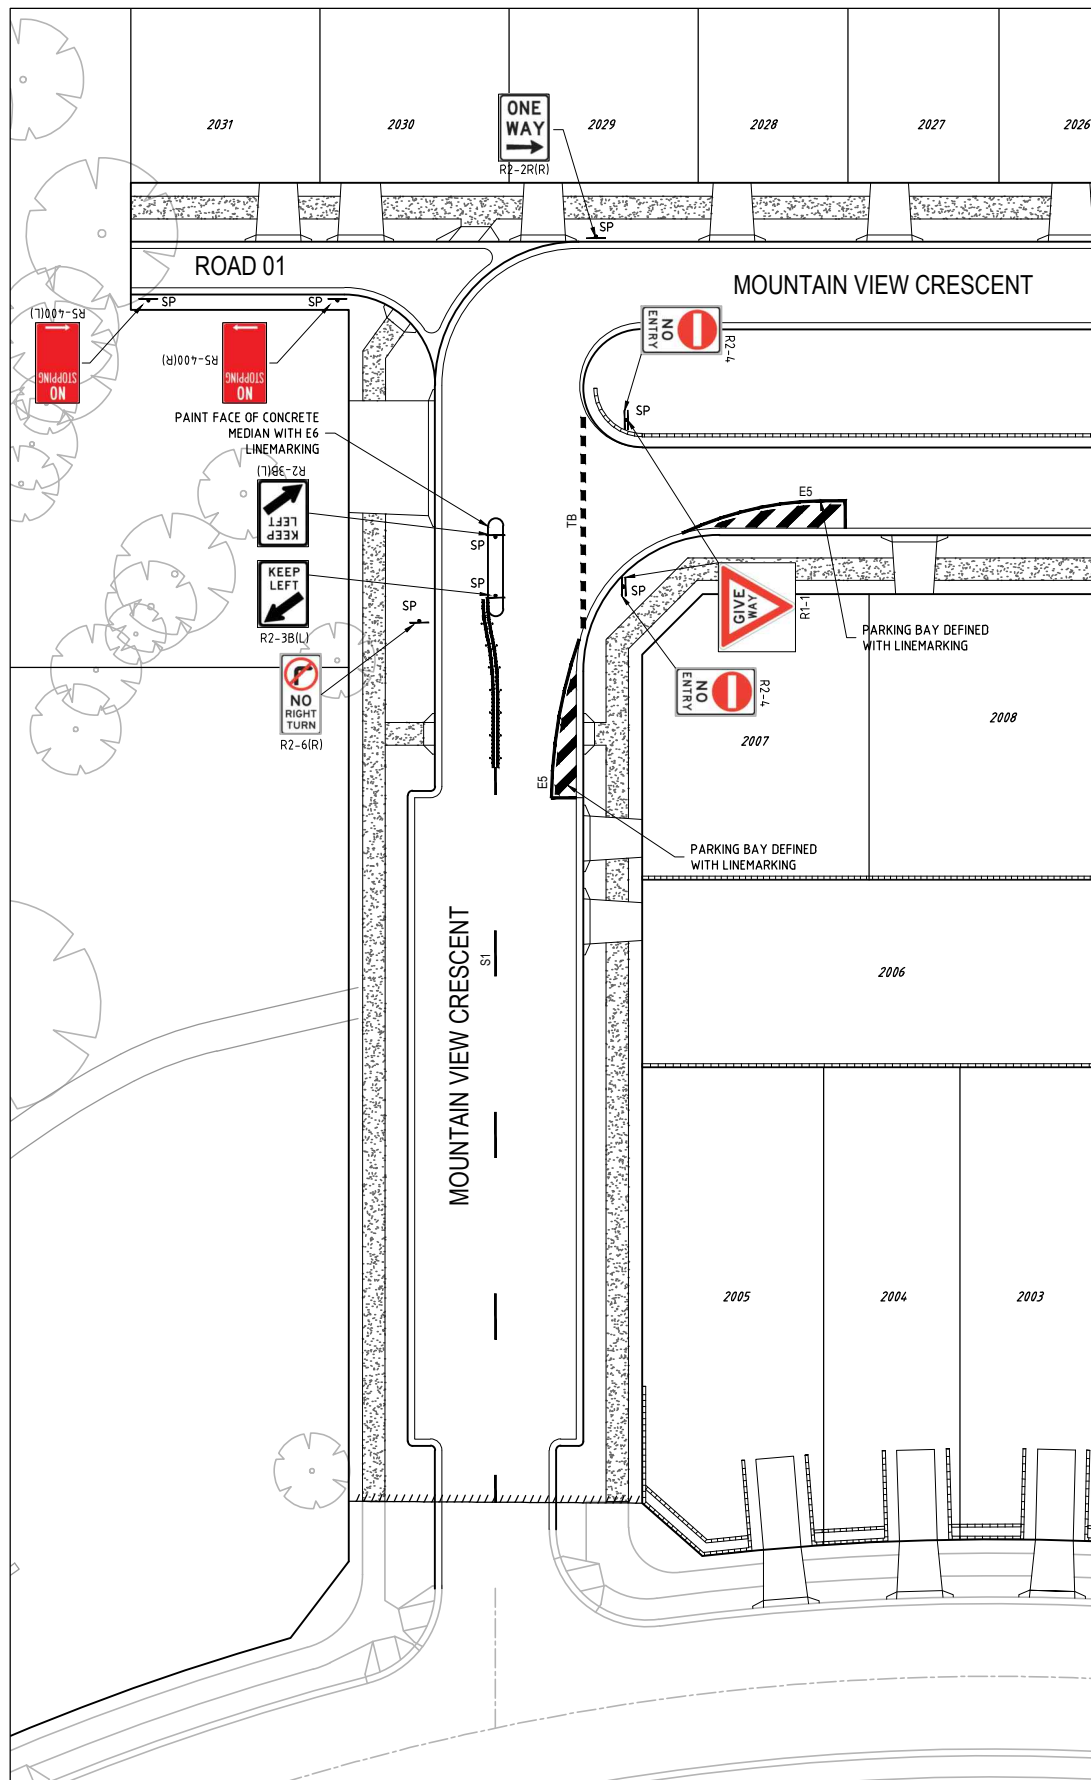 2031
2030
2029
2028
2027
2026
ONE
WAY
R2-2R(R)
SP
ROAD 01
MOUNTAIN VIEW CRESCENT
SP
SP
R5-400(L)
NO
STOPPING
R5-400(R)
NO
STOPPING
NO
ENTRY
R2-4
SP
PAINT FACE OF CONCRETE
MEDIAN WITH E6
LINEMARKING
R2-3B(L)
KEEP
LEFT
SP
TB
E5
KEEP
LEFT
R2-3B(L)
SP
SP
SP
GIVE
WAY
R1-1
PARKING BAY DEFINED
WITH LINEMARKING
NO
RIGHT
TURN
R2-6(R)
NO
ENTRY
R2-4
2007
2008
E5
PARKING BAY DEFINED
WITH LINEMARKING
MOUNTAIN VIEW CRESCENT
S1
2006
2005
2004
2003